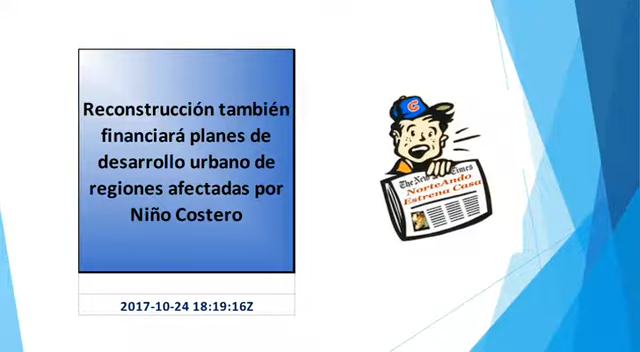 Reconstrucción también
financiará planes de
desarrollo urbano de
regiones afectadas por
Niño Costero
2017-10-24 18:19:16Z
C
The New Times
NorteAndo
Estrena Casa